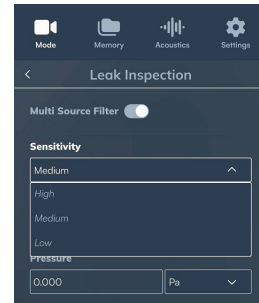 Mode Memory Acoustics Settings
Leak Inspection
Multi Source Filter
Sensitivity
Medium
High
Medium
Low
Pressure
0.000 Pa